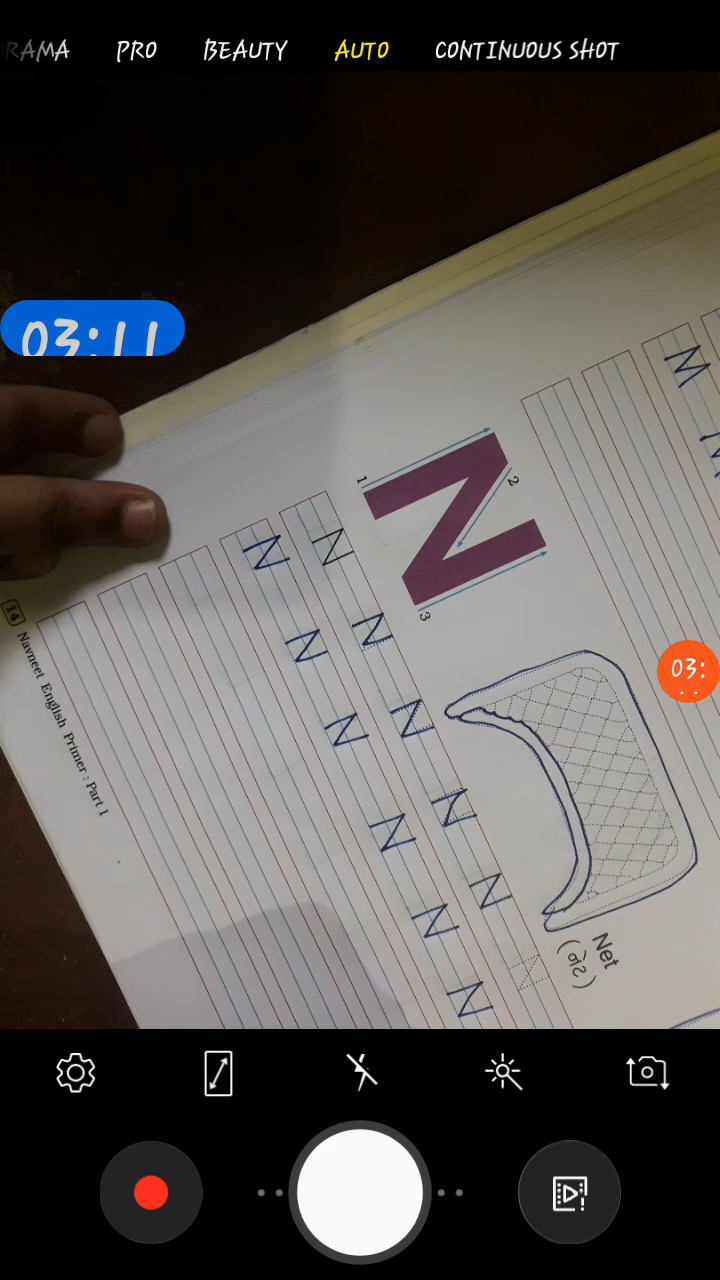 RAMA PRO BEAUTY AUTO CONTINUOUS SHOT
03:11
M
1 N 2 3
Net
(નેટ)
N N N N N N
N N N N N N
14 Navneet English Primer : Part I
03: